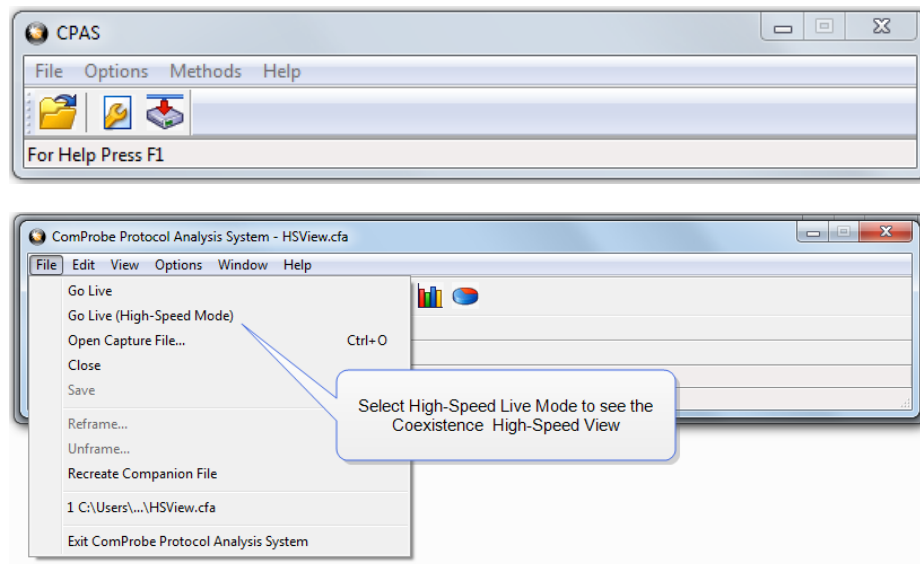 CPAS
File Options Methods Help
For Help Press F1
ComProbe Protocol Analysis System - HSView.cfa
File Edit View Options Window Help
Go Live
Go Live (High-Speed Mode)
Open Capture File... Ctrl+O
Close
Save
Select High-Speed Live Mode to see the
Coexistence High-Speed View
Reframe...
Unframe...
Recreate Companion File
1 C:\Users\...\HSView.cfa
Exit ComProbe Protocol Analysis System